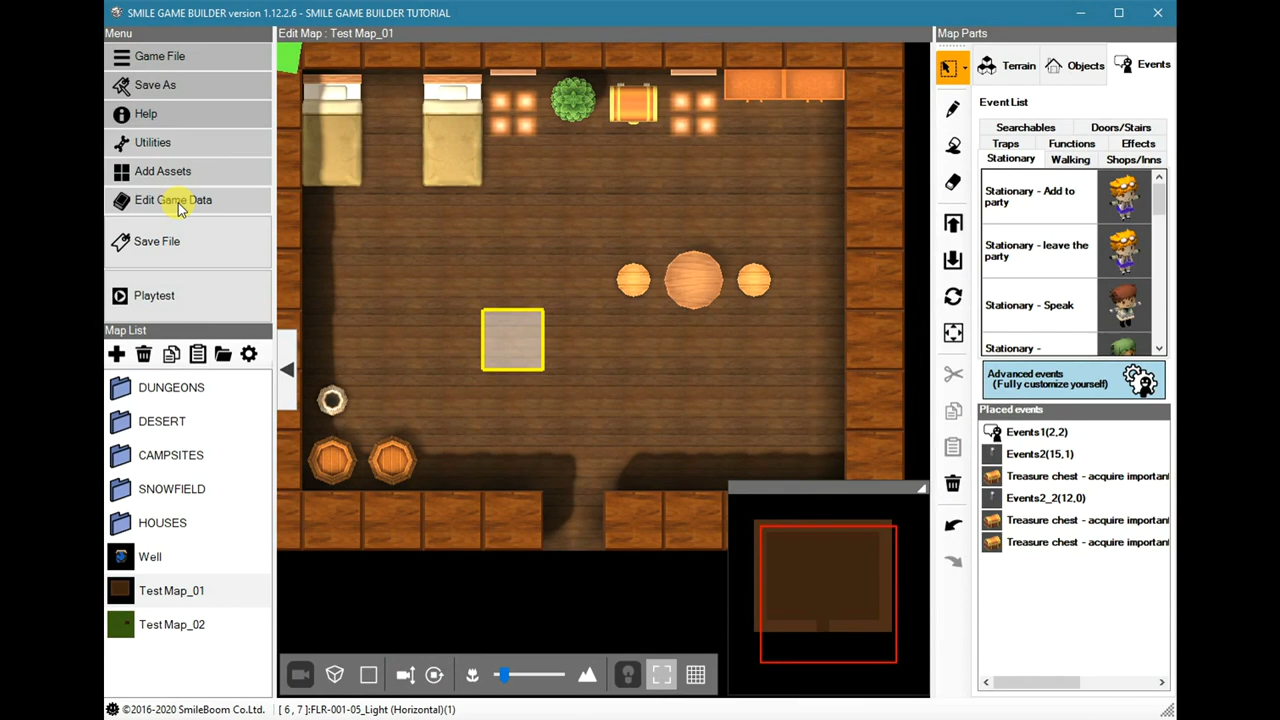 SMILE GAME BUILDER version 1.12.2.6 - SMILE GAME BUILDER TUTORIAL
Menu
Game File
Save As
Help
Utilities
Add Assets
Edit Game Data
Save File
Playtest
Map List
DUNGEONS
DESERT
CAMPSITES
SNOWFIELD
HOUSES
Well
Test Map_01
Test Map_02
Edit Map : Test Map_01
Map Parts
Terrain
Objects
Events
Event List
Searchables
Doors/Stairs
Traps
Functions
Effects
Stationary
Walking
Shops/Inns
Stationary - Add to
party
Stationary - leave the
party
Stationary - Speak
Stationary -
Advanced events
(Fully customize yourself)
Placed events
Events1(2,2)
Events2(15,1)
Treasure chest - acquire important
Events2_2(12,0)
Treasure chest - acquire important
Treasure chest - acquire important
©2016-2020 SmileBoom Co.Ltd.
[ 6 , 7 ]:FLR-001-05_Light (Horizontal)(1)